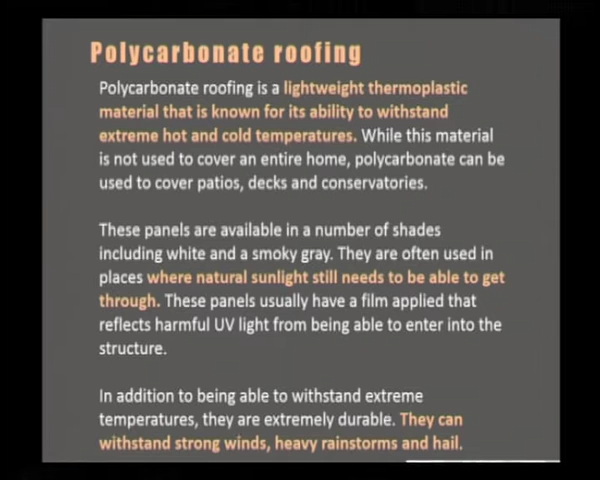 Polycarbonate roofing
Polycarbonate roofing is a lightweight thermoplastic
material that is known for its ability to withstand
extreme hot and cold temperatures. While this material
is not used to cover an entire home, polycarbonate can be
used to cover patios, decks and conservatories.
These panels are available in a number of shades
including white and a smoky gray. They are often used in
places where natural sunlight still needs to be able to get
through. These panels usually have a film applied that
reflects harmful UV light from being able to enter into the
structure.
In addition to being able to withstand extreme
temperatures, they are extremely durable. They can
withstand strong winds, heavy rainstorms and hail.